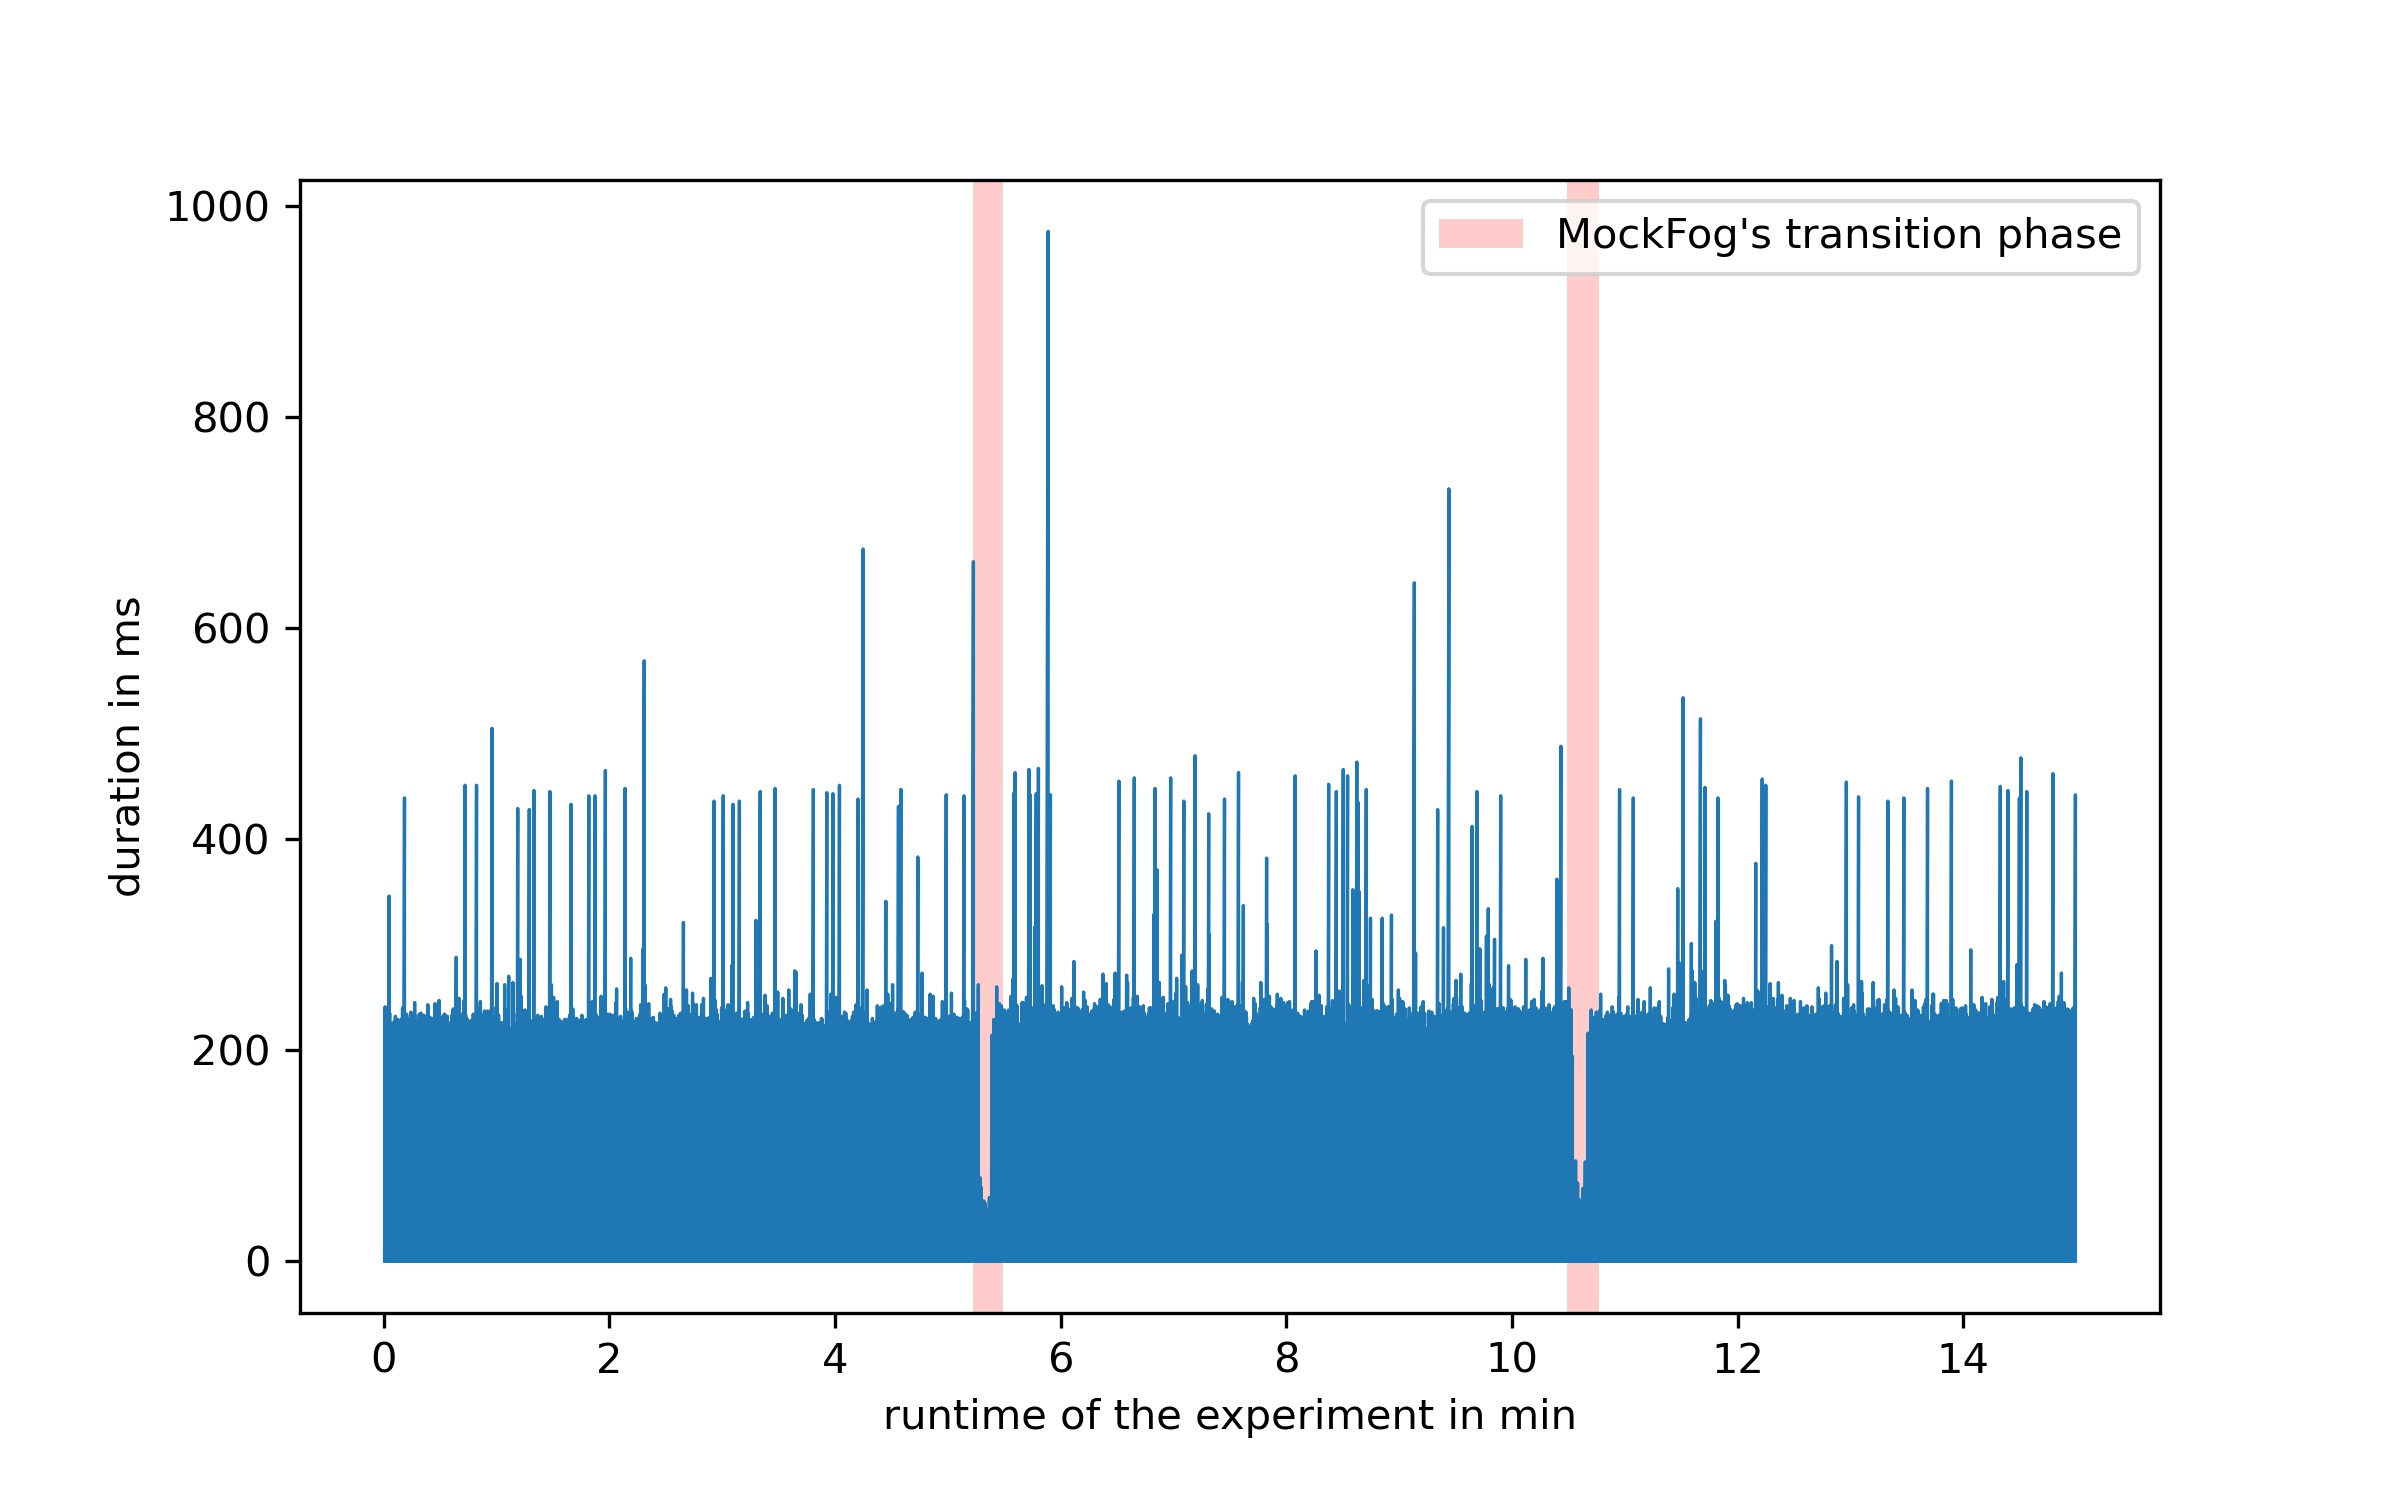 MockFog's transition phase
1000
800
600
400
200
0
duration in ms
0 2 4 6 8 10 12 14
runtime of the experiment in min